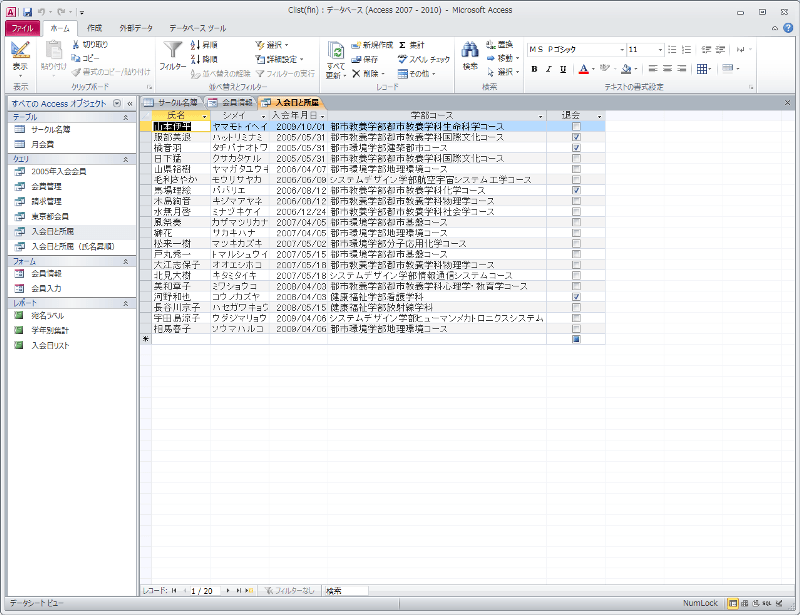 Clist(fin) : データベース (Access 2007 - 2010) - Microsoft Access
ファイル ホーム 作成 外部データ データベース ツール
表示 貼り付け 切り取り コピー 書式のコピー/貼り付け フィルター 昇順 降順 並べ替えの解除 選択 詳細設定 フィルターの実行 すべて更新 新規作成 保存 削除 集計 スペル チェック その他 検索 置換 移動 選択 MS Pゴシック 11
表示 クリップボード 並べ替えとフィルター レコード 検索 テキストの書式設定
すべての Access オブジェクト
テーブル
サークル名簿
月会費
クエリ
2005年入会会員
会費管理
請求管理
東京都会員
入会日と所属
入会日と所属（氏名昇順）
フォーム
会員情報
会員入力
レポート
宛名ラベル
学年別集計
入会日リスト
サークル名簿 会員情報 入会日と所属
氏名 シメイ 入会年月日 学部コース 退会
ヤマモトイヘイ 2009/10/01 都市教養学部都市教養学科生命科学コース
服部美浪 ハットリミナミ 2005/05/31 都市教養学部都市教養学科国際文化コース
橘音羽 タチバナオトワ 2005/05/31 都市環境学部建築都市コース
日下猛 クサカタケル 2005/05/31 都市教養学部都市教養学科国際文化コース
山県裕樹 ヤマガタユウキ 2006/04/07 都市環境学部地理環境コース
毛利さやか モウリサヤカ 2006/06/09 システムデザイン学部航空宇宙システム工学コース
馬場理絵 ババリエ 2006/08/12 都市教養学部都市教養学科化学コース
木島絢音 キジマアヤネ 2006/08/12 都市教養学部都市教養学科物理学コース
水無月啓 ミナヅキケイ 2006/12/24 都市教養学部都市教養学科社会学コース
風祭奏 カザマツリカナ 2007/04/05 都市環境学部都市基盤コース
榊花 サカキハナ 2007/04/05 都市環境学部地理環境コース
松来一樹 マツキカズキ 2007/05/02 都市環境学部分子応用化学コース
戸丸秀一 トマルシュウイ 2007/05/15 都市環境学部都市基盤コース
大江志保子 オオエシホコ 2007/05/16 都市教養学部都市教養学科物理学コース
北見大樹 キタミタイキ 2007/05/18 システムデザイン学部情報通信システムコース
美和章子 ミワショウコ 2008/04/03 都市教養学部都市教養学科心理学・教育学コース
河野和也 コウノカズヤ 2008/04/03 健康福祉学部看護学科
長谷川京子 ハセガワキョウ 2008/05/15 健康福祉学部放射線学科
宇田島涼子 ウダジマリョウ 2009/04/06 システムデザイン学部ヒューマンメカトロニクスシステム
相馬春子 ソウマハルコ 2009/04/06 都市環境学部地理環境コース
レコード: 1 / 20 フィルターなし 検索
データシート ビュー NumLock